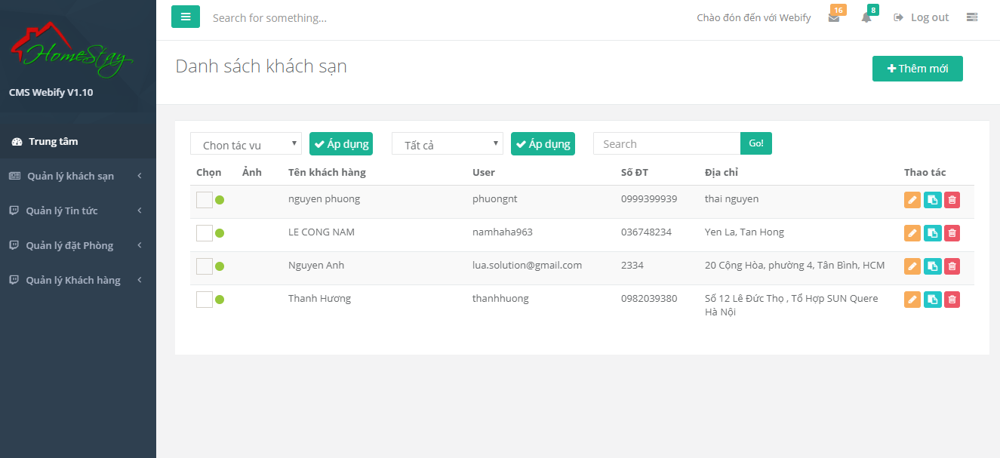 HomeStay
CMS Webify V1.10
Trung tâm
Quản lý khách sạn
Quản lý Tin tức
Quản lý đặt Phòng
Quản lý Khách hàng
Search for something...
Chào đón đến với Webify
16
8
Log out
Danh sách khách sạn
Thêm mới
Chon tác vu
Áp dụng
Tất cả
Áp dụng
Search
Go!
Chọn Ảnh Tên khách hàng User Số ĐT Địa chỉ Thao tác
nguyen phuong phuongnt 0999399939 thai nguyen
LE CONG NAM namhaha963 036748234 Yen La, Tan Hong
Nguyen Anh lua.solution@gmail.com 2334 20 Cộng Hòa, phường 4, Tân Bình, HCM
Thanh Hương thanhhuong 0982039380 Số 12 Lê Đức Thọ , Tổ Hợp SUN Quere
Hà Nội